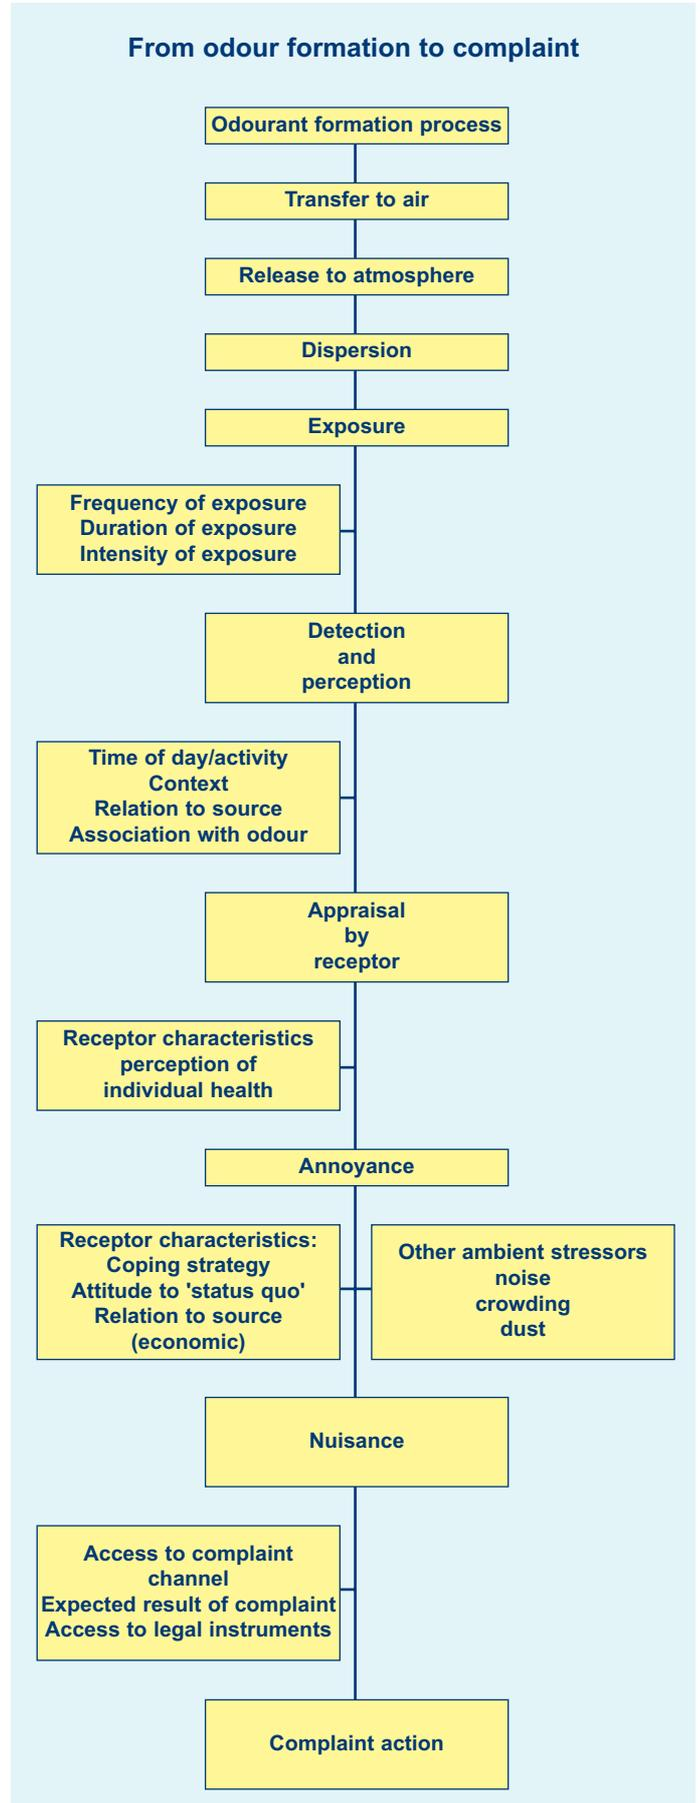 From odour formation to complaint
Odourant formation process
Transfer to air
Release to atmosphere
Dispersion
Exposure
Frequency of exposure
Duration of exposure
Intensity of exposure
Detection
and
perception
Time of day/activity
Context
Relation to source
Association with odour
Appraisal
by
receptor
Receptor characteristics
perception of
individual health
Annoyance
Receptor characteristics:
Coping strategy
Attitude to 'status quo'
Relation to source
(economic)
Other ambient stressors
noise
crowding
dust
Nuisance
Access to complaint
channel
Expected result of complaint
Access to legal instruments
Complaint action